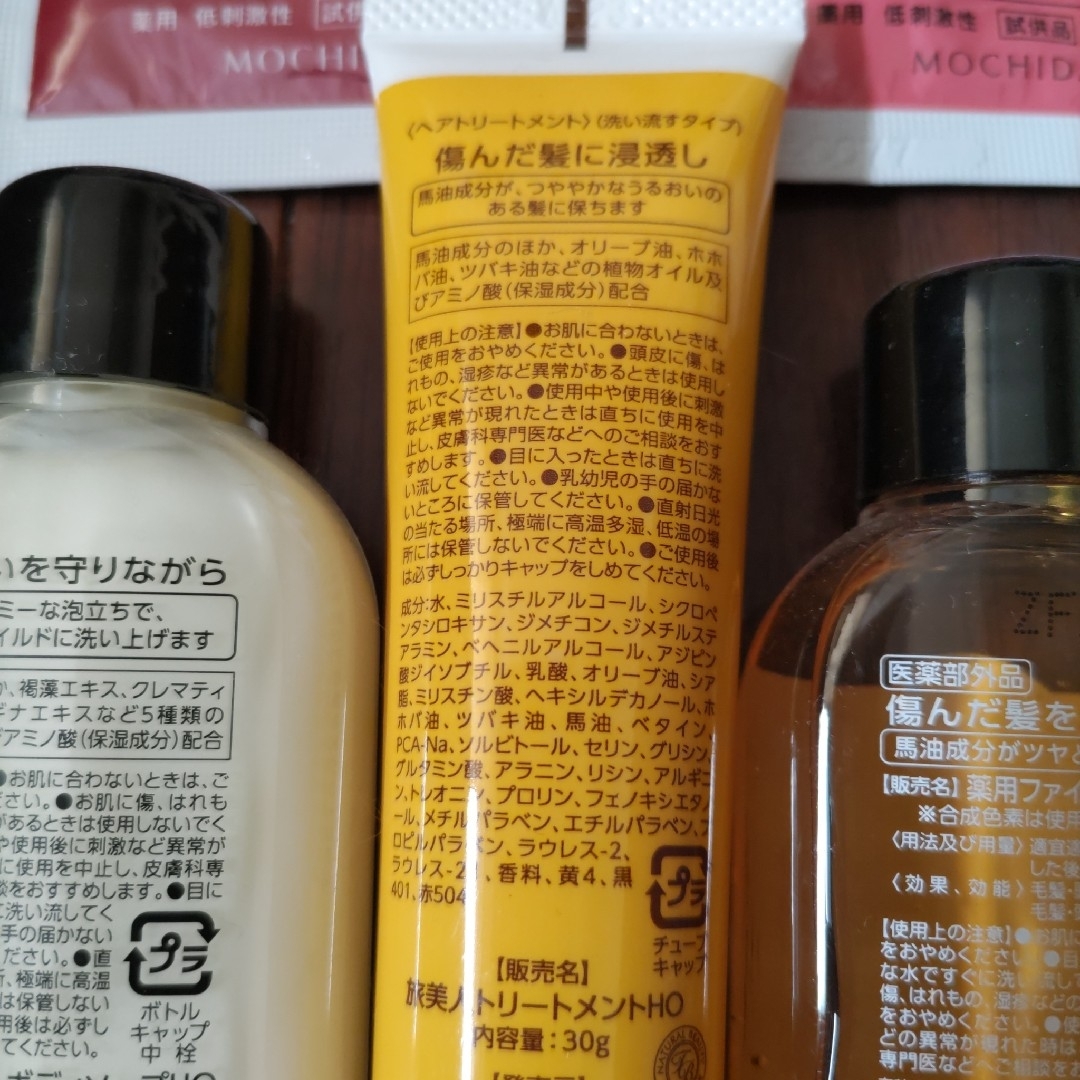 薬用 低刺激性 試供
MOCHI
薬用 低刺激性 試供品
MOCHID
〈ヘアトリートメント〉(洗い流すタイプ)
傷んだ髪に浸透し
馬油成分が、つややかなうるおいの
ある髪に保ちます
馬油成分のほか、オリーブ油、ホホ
バ油、ツバキ油などの植物オイル及
びアミノ酸(保湿成分)配合
【使用上の注意】●お肌に合わないときは、
ご使用をおやめください。●頭皮に傷、は
れもの、湿疹など異常があるときは使用し
ないでください。●使用中や使用後に刺激
など異常が現れたときは直ちに使用を中
止し、皮膚科専門医などへのご相談をおす
すめします。●目に入ったときは直ちに洗
い流してください。●乳幼児の手の届かな
いところに保管してください。●直射日光
の当たる場所、極端に高温多湿、低温の場
所には保管しないでください。●ご使用後
は必ずしっかりキャップをしめてください。
成分:水、ミリスチルアルコール、シクロペ
ンタシロキサン、ジメチコン、ジメチルステ
アラミン、ベヘニルアルコール、アジピン
酸ジイソブチル、乳酸、オリーブ油、シア
脂、ミリスチン酸、ヘキシルデカノール、ホ
ホバ油、ツバキ油、馬油、ベタイン、
PCA-Na、ソルビトール、セリン、グリシン、
グルタミン酸、アラニン、リシン、アルギニ
ン、トレオニン、プロリン、フェノキシエタノ
ール、メチルパラベン、エチルパラベン、プ
ロピルパラベン、ラウレス-2、
ラウレス-21、香料、黄4、黒
401、赤504
プラ
チューブ
キャップ
【販売名】
旅美人トリートメントHO
内容量:30g
NATURAL
いを守りながら
ミーな泡立ちで、
イルドに洗い上げます
か、褐藻エキス、クレマティ
ギナエキスなど5種類の
アミノ酸(保湿成分)配合
●お肌に合わないときは、ご
ださい。●お肌に傷、はれも
があるときは使用しないでく
や使用後に刺激など異常が
に使用を中止し、皮膚科専
談をおすすめします。●目に
に洗い流してく
手の届かない
ださい。●直
所、極端に高温
は保管しない
用後は必ずし
てください。
プラ
ボトル
キャップ
中 栓
医薬部外品
傷んだ髪を
馬油成分がツヤと
【販売名】薬用ファイ
※合成色素は使用
〈用法及び用量〉適宜
した後
〈効果、効能〉毛髪・
毛髪・
【使用上の注意】●お肌に
をおやめください。●目
な水ですぐに洗い流して
傷、はれもの、湿疹などの
をおやめください。●使
どの異常が現れた時は
専門医などへご相談